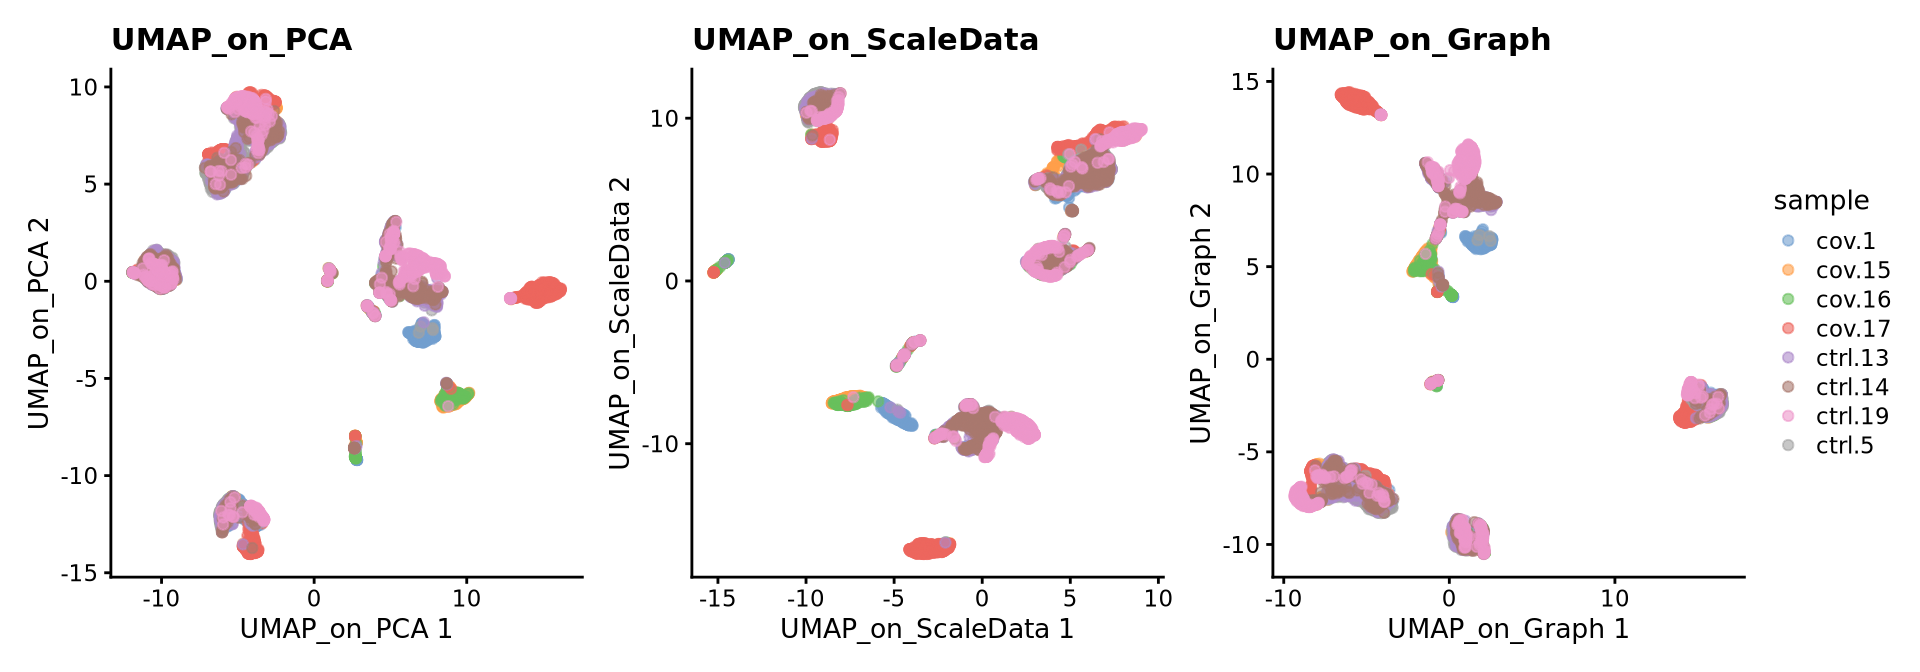 UMAP_on_PCA
10
5
0
-5
-10
-15
-10
0
10
UMAP_on_PCA 2
UMAP_on_PCA 1
UMAP_on_ScaleData
10
0
-10
-15
-10
-5
0
5
10
UMAP_on_ScaleData 2
UMAP_on_ScaleData 1
UMAP_on_Graph
15
10
5
0
-5
-10
-10
0
10
UMAP_on_Graph 2
UMAP_on_Graph 1
sample
cov.1
cov.15
cov.16
cov.17
ctrl.13
ctrl.14
ctrl.19
ctrl.5